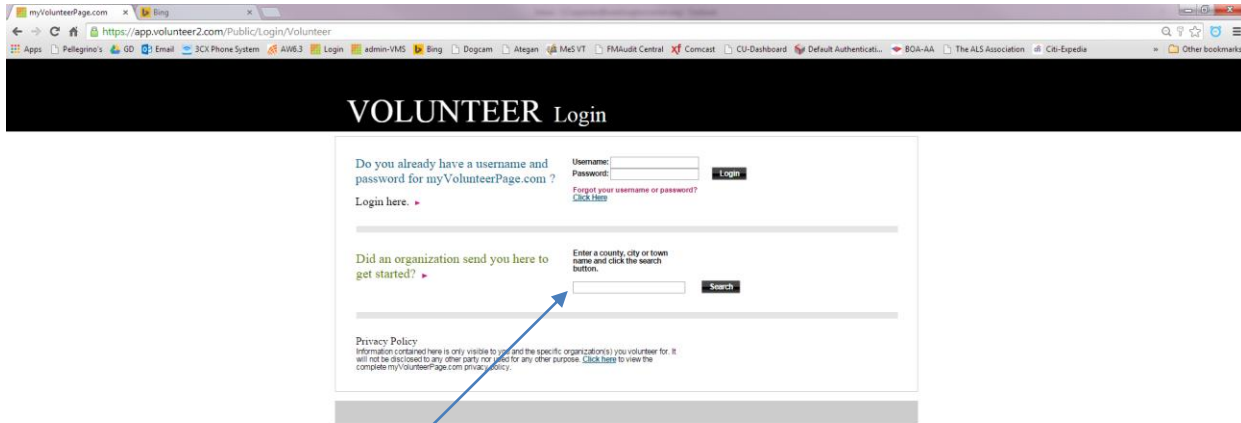 myVolunteerPage.com
Bing
https://app.volunteer2.com/Public/Login/Volunteer
Apps Pellegrino's GD Email 3CX Phone System AW6.3 Login admin-VMS Bing Dogcam Ategan MeS VT FMAudit Central Comcast CU-Dashboard Default Authenticati... BOA-AA The ALS Association Citi-Expedia » Other bookmarks
VOLUNTEER Login
Do you already have a username and
password for myVolunteerPage.com ?
Login here.
Username:
Password:
Login
Forgot your username or password?
Click Here
Did an organization send you here to
get started?
Enter a county, city or town
name and click the search
button.
Search
Privacy Policy
Information contained here is only visible to you and the specific organization(s) you volunteer for. It
will not be disclosed to any other party nor used for any other purpose. Click here to view the
complete myVolunteerPage.com privacy policy.